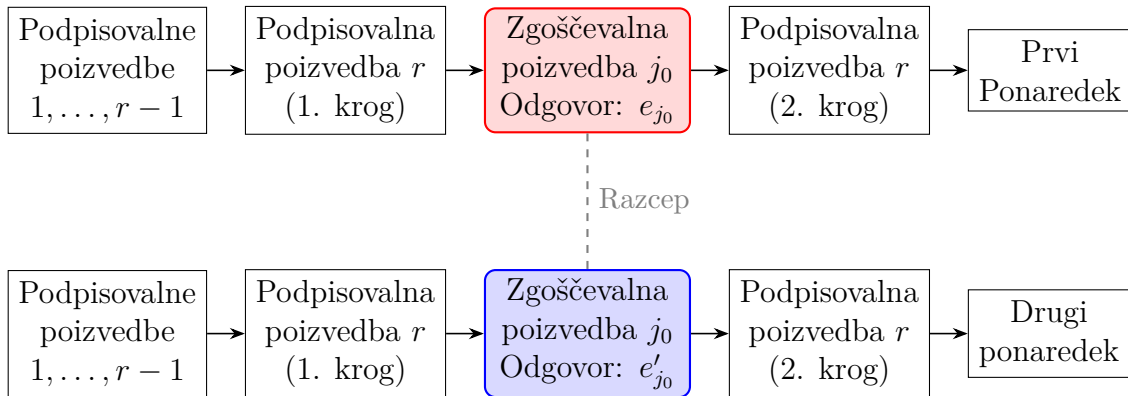 Podpisovalne
poizvedbe
1, . . . , r − 1
Podpisovalna
poizvedba r
(1. krog)
Zgoščevalna
poizvedba j₀
Odgovor: e_{j₀}
Podpisovalna
poizvedba r
(2. krog)
Prvi
Ponaredek
Razcep
Podpisovalne
poizvedbe
1, . . . , r − 1
Podpisovalna
poizvedba r
(1. krog)
Zgoščevalna
poizvedba j₀
Odgovor: e′_{j₀}
Podpisovalna
poizvedba r
(2. krog)
Drugi
ponaredek